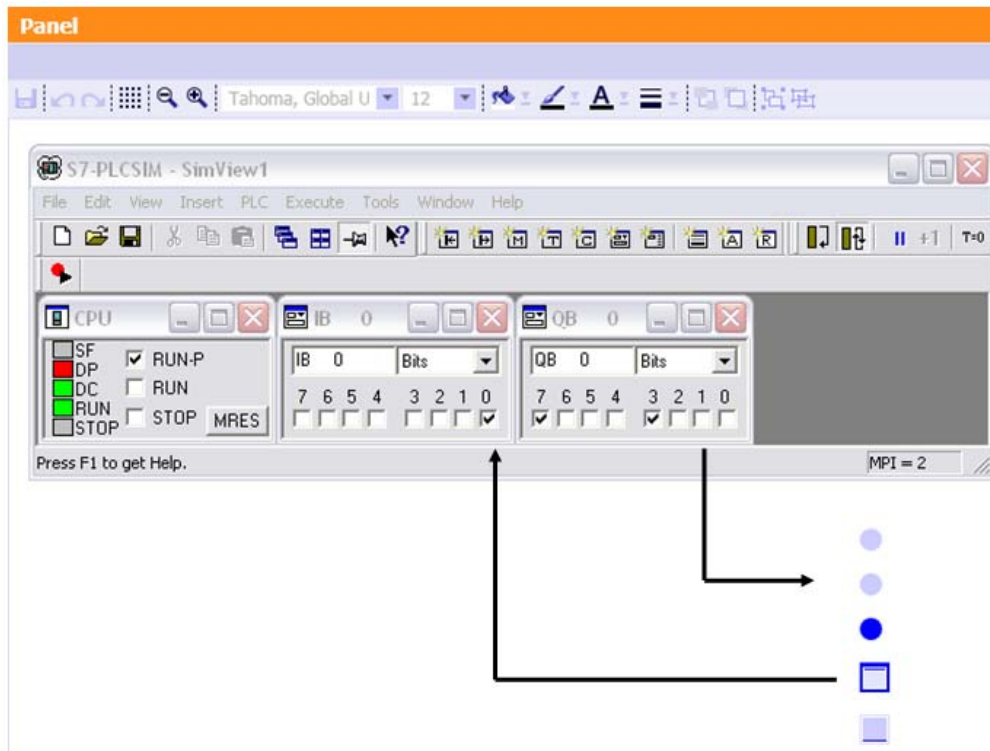 Panel
Tahoma, Global U 12 A
S7-PLCSIM - SimView1
File Edit View Insert PLC Execute Tools Window Help
M T C A R +1 T=0
CPU
SF
DP
DC
RUN
STOP
RUN-P
RUN
STOP MRES
IB 0
IB 0 Bits
7 6 5 4 3 2 1 0
QB 0
QB 0 Bits
7 6 5 4 3 2 1 0
Press F1 to get Help. MPI = 2